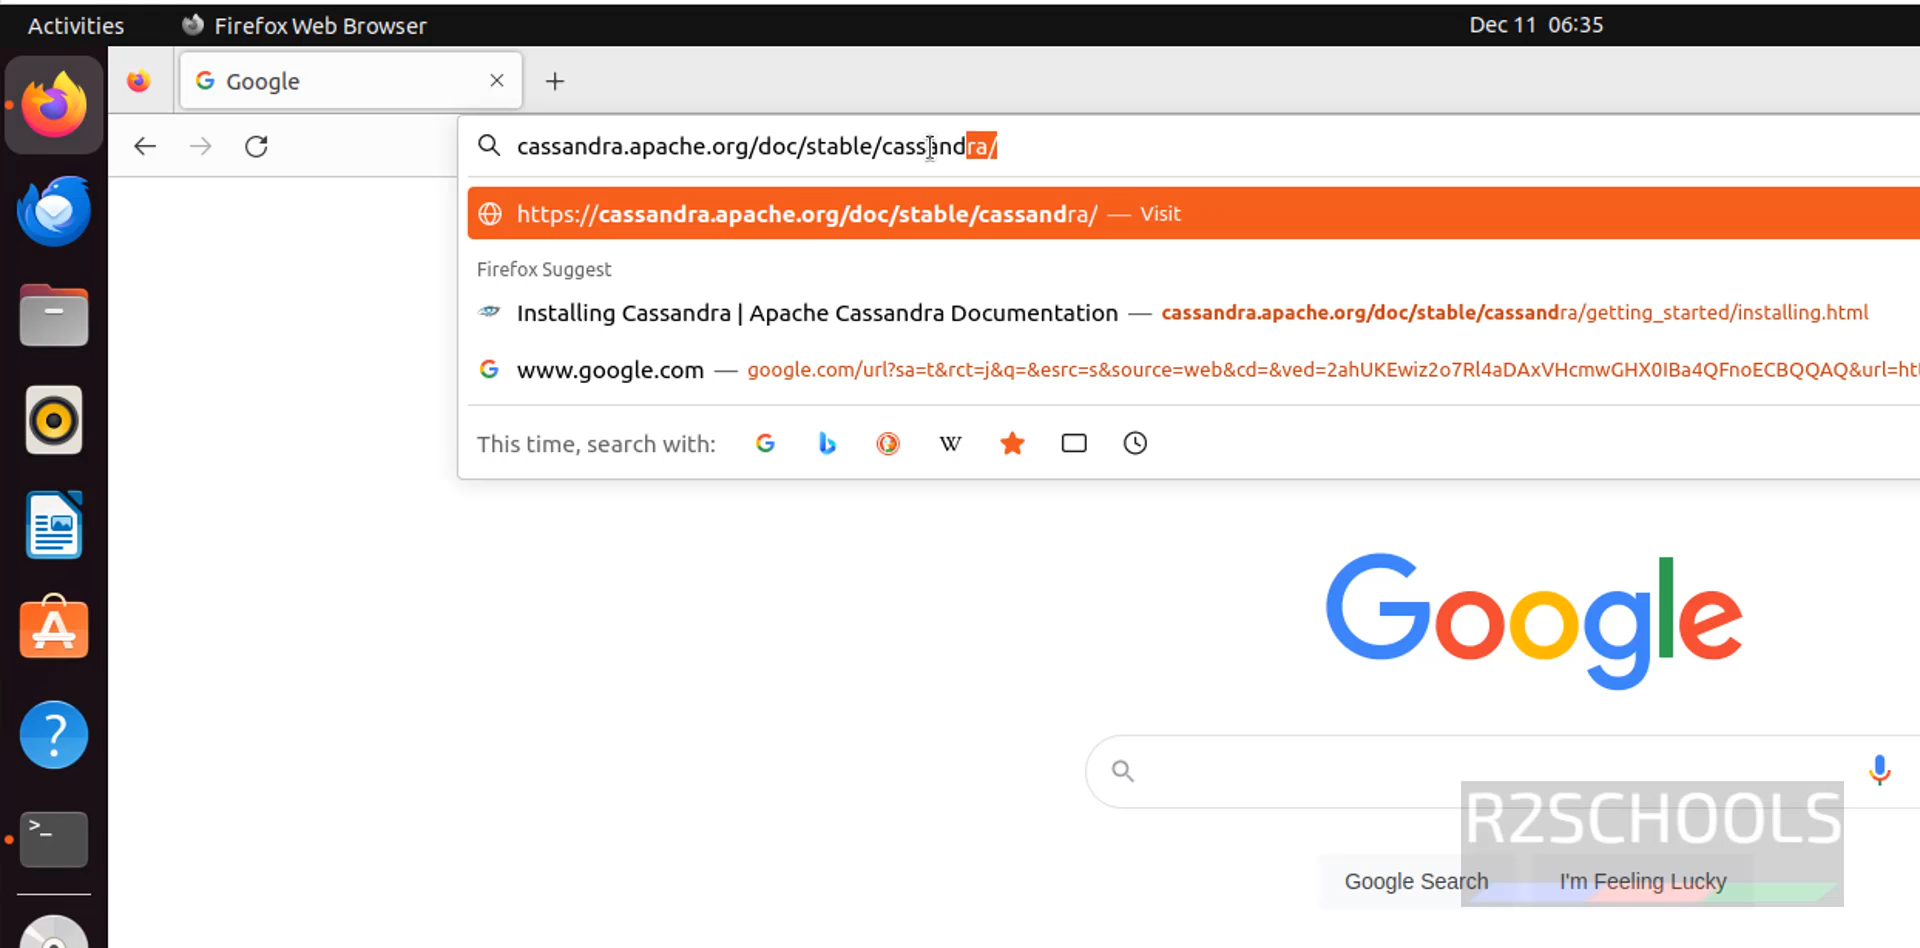 Activities Firefox Web Browser Dec 11 06:35
Google
cassandra.apache.org/doc/stable/cassandra/
https://cassandra.apache.org/doc/stable/cassandra/ — Visit
Firefox Suggest
Installing Cassandra | Apache Cassandra Documentation — cassandra.apache.org/doc/stable/cassandra/getting_started/installing.html
www.google.com — google.com/url?sa=t&rct=j&q=&esrc=s&source=web&cd=&ved=2ahUKEwiz2o7Rl4aDAxVHcmwGHX0IBa4QFnoECBQQAQ&url=ht
This time, search with:
Google
R2SCHOOLS
Google Search I'm Feeling Lucky